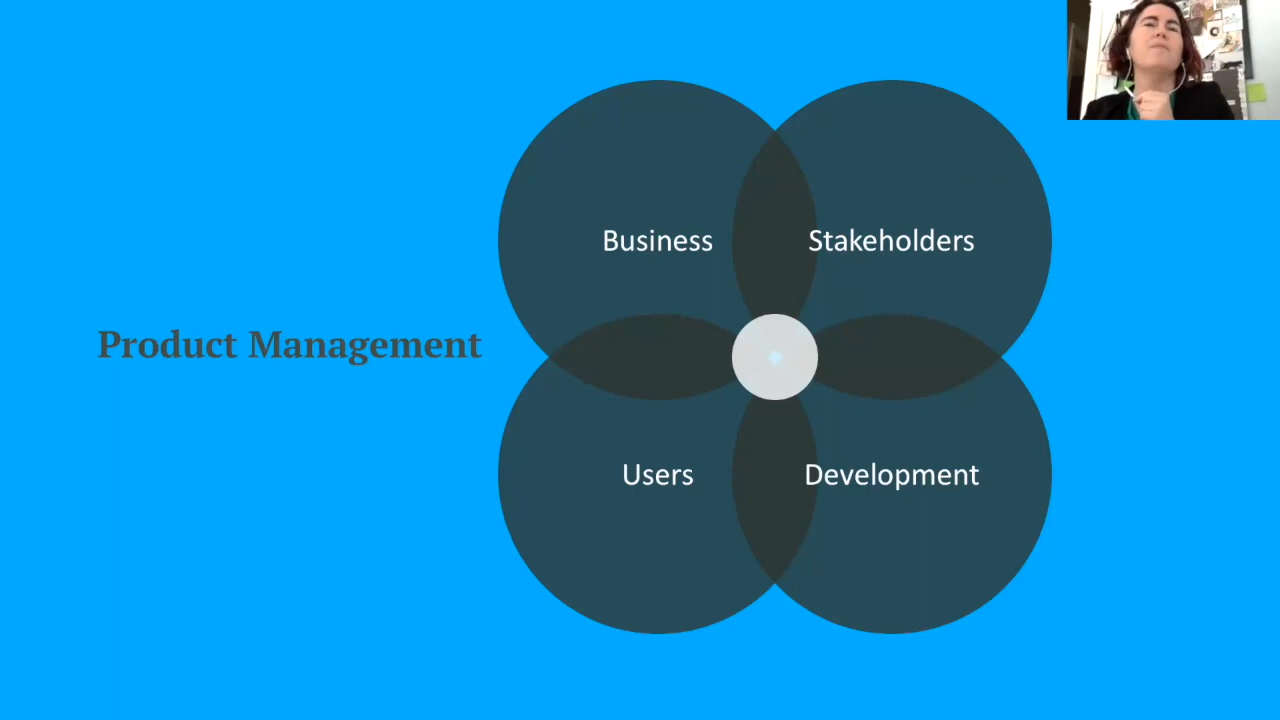 Business
Stakeholders
Product Management
Users
Development